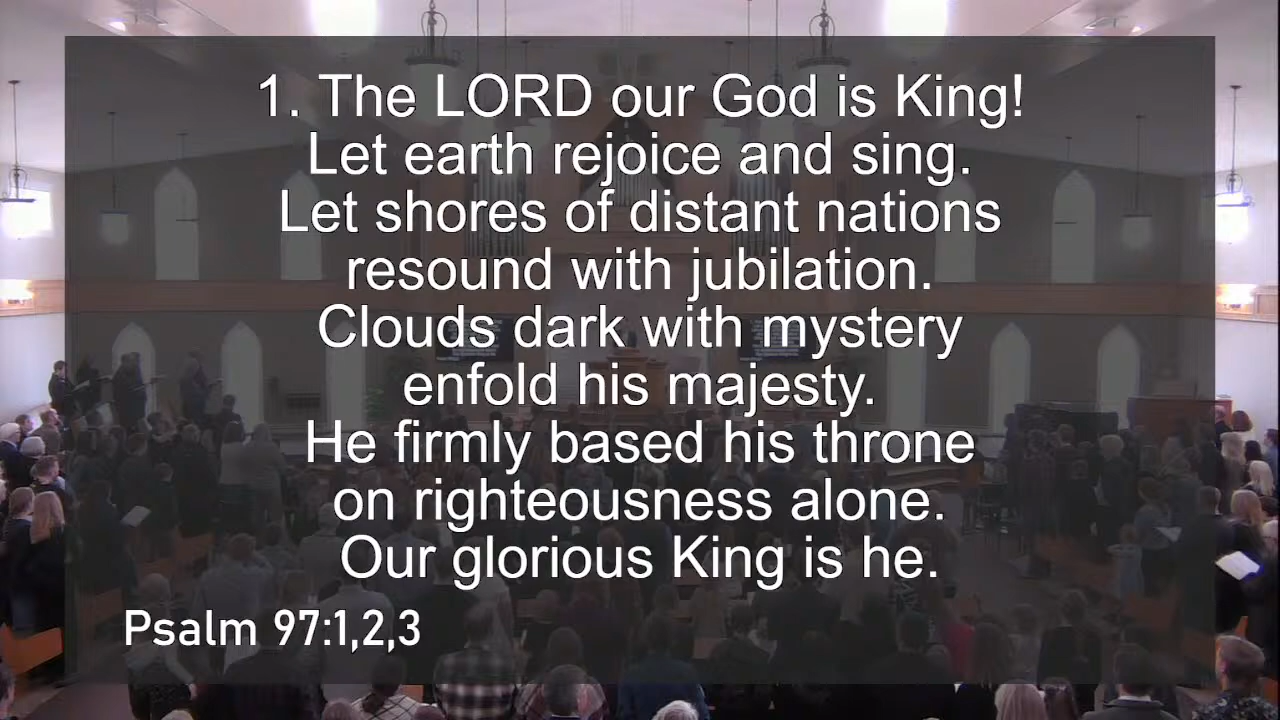 1. The LORD our God is King!
Let earth rejoice and sing.
Let shores of distant nations
resound with jubilation.
Clouds dark with mystery
enfold his majesty.
He firmly based his throne
on righteousness alone.
Our glorious King is he.
Psalm 97:1,2,3